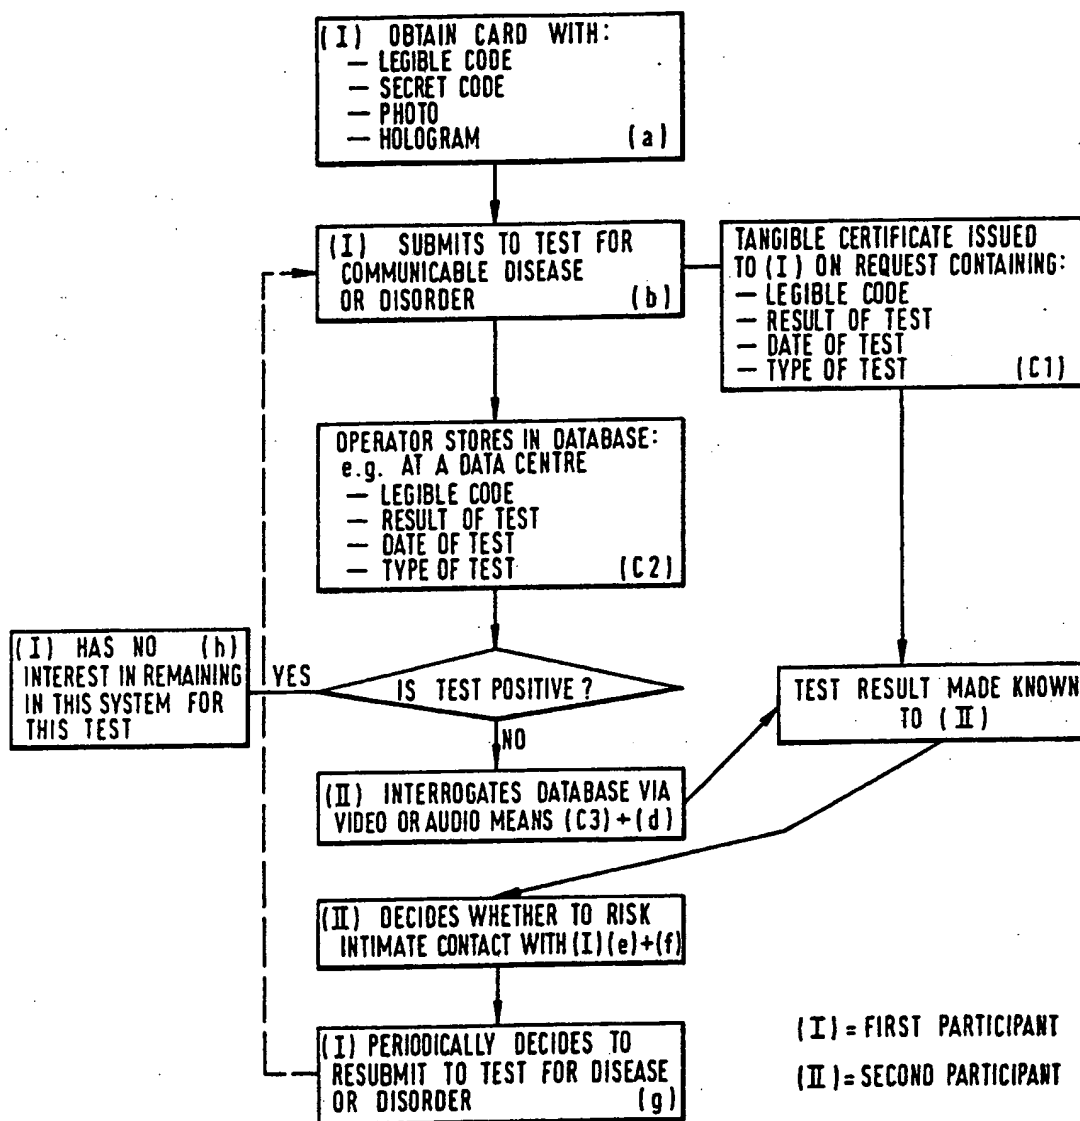 (I) OBTAIN CARD WITH:
— LEGIBLE CODE
— SECRET CODE
— PHOTO
— HOLOGRAM (a)
(I) SUBMITS TO TEST FOR
COMMUNICABLE DISEASE
OR DISORDER (b)
TANGIBLE CERTIFICATE ISSUED
TO (I) ON REQUEST CONTAINING:
— LEGIBLE CODE
— RESULT OF TEST
— DATE OF TEST
— TYPE OF TEST (C1)
OPERATOR STORES IN DATABASE:
e.g. AT A DATA CENTRE
— LEGIBLE CODE
— RESULT OF TEST
— DATE OF TEST
— TYPE OF TEST (C2)
(I) HAS NO (h)
INTEREST IN REMAINING
IN THIS SYSTEM FOR
THIS TEST
YES
IS TEST POSITIVE?
NO
TEST RESULT MADE KNOWN
TO (II)
(II) INTERROGATES DATABASE VIA
VIDEO OR AUDIO MEANS (C3)+(d)
(II) DECIDES WHETHER TO RISK
INTIMATE CONTACT WITH (I)(e)+(f)
(I) PERIODICALLY DECIDES TO
RESUBMIT TO TEST FOR DISEASE
OR DISORDER (g)
(I) = FIRST PARTICIPANT
(II) = SECOND PARTICIPANT